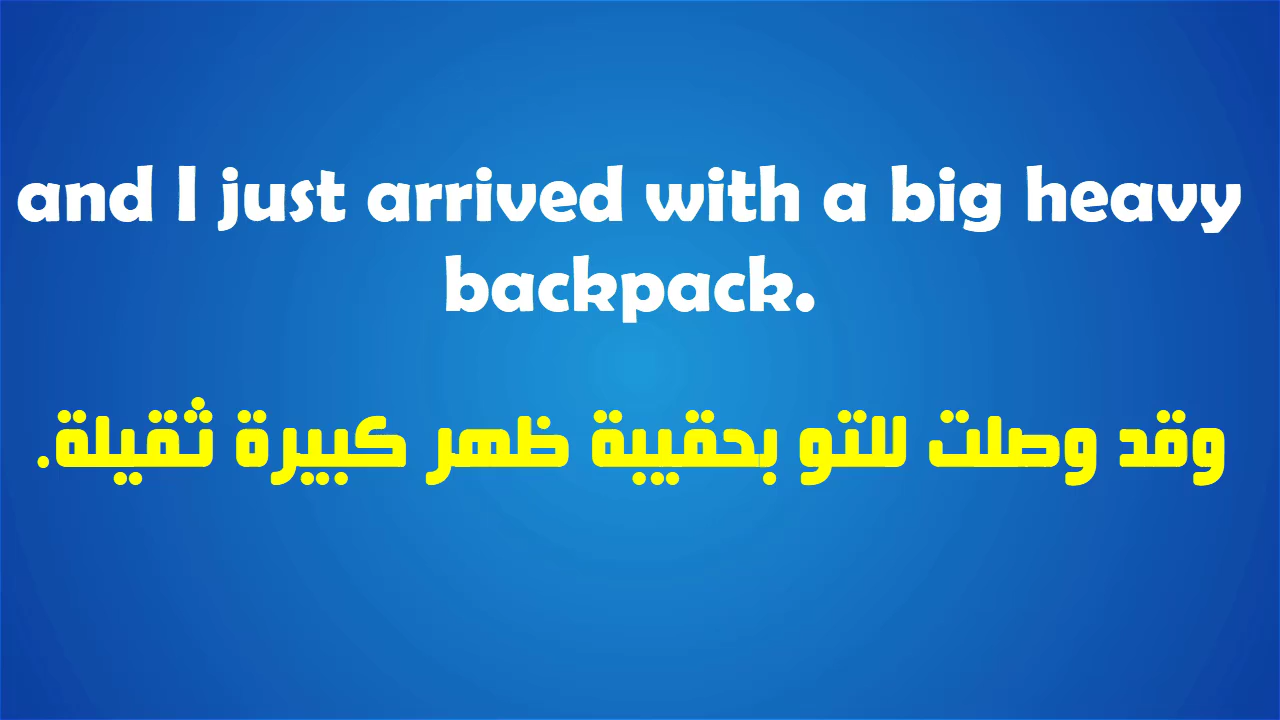 and I just arrived with a big heavy
backpack.
وقد وصلت للتو بحقيبة ظهر كبيرة ثقيلة.